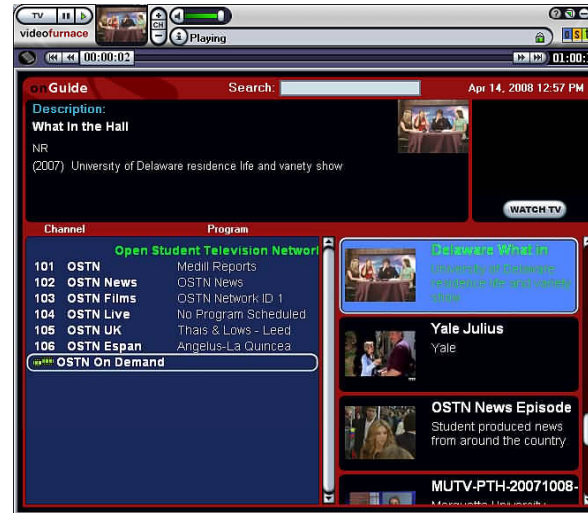 TV
CH
videofurnace
Playing
00:00:02
01:00:
onGuide
Search:
Apr 14, 2008 12:57 PM
Description:
What in the Hall
NR
(2007) University of Delaware residence life and variety show
WATCH TV
Channel Program
Open Student Television Networ
101 OSTN Medill Reports
102 OSTN News OSTN News
103 OSTN Films OSTN Network ID 1
104 OSTN Live No Program Scheduled
105 OSTN UK Thais & Lows - Leed
106 OSTN Espan Angelus-La Quincea
OSTN On Demand
Delaware What in
University of Delaware
residence life and variety
show
Yale Julius
Yale
OSTN News Episode
Student produced news
from around the country
MUTV-PTH-20071008-
Marquette University